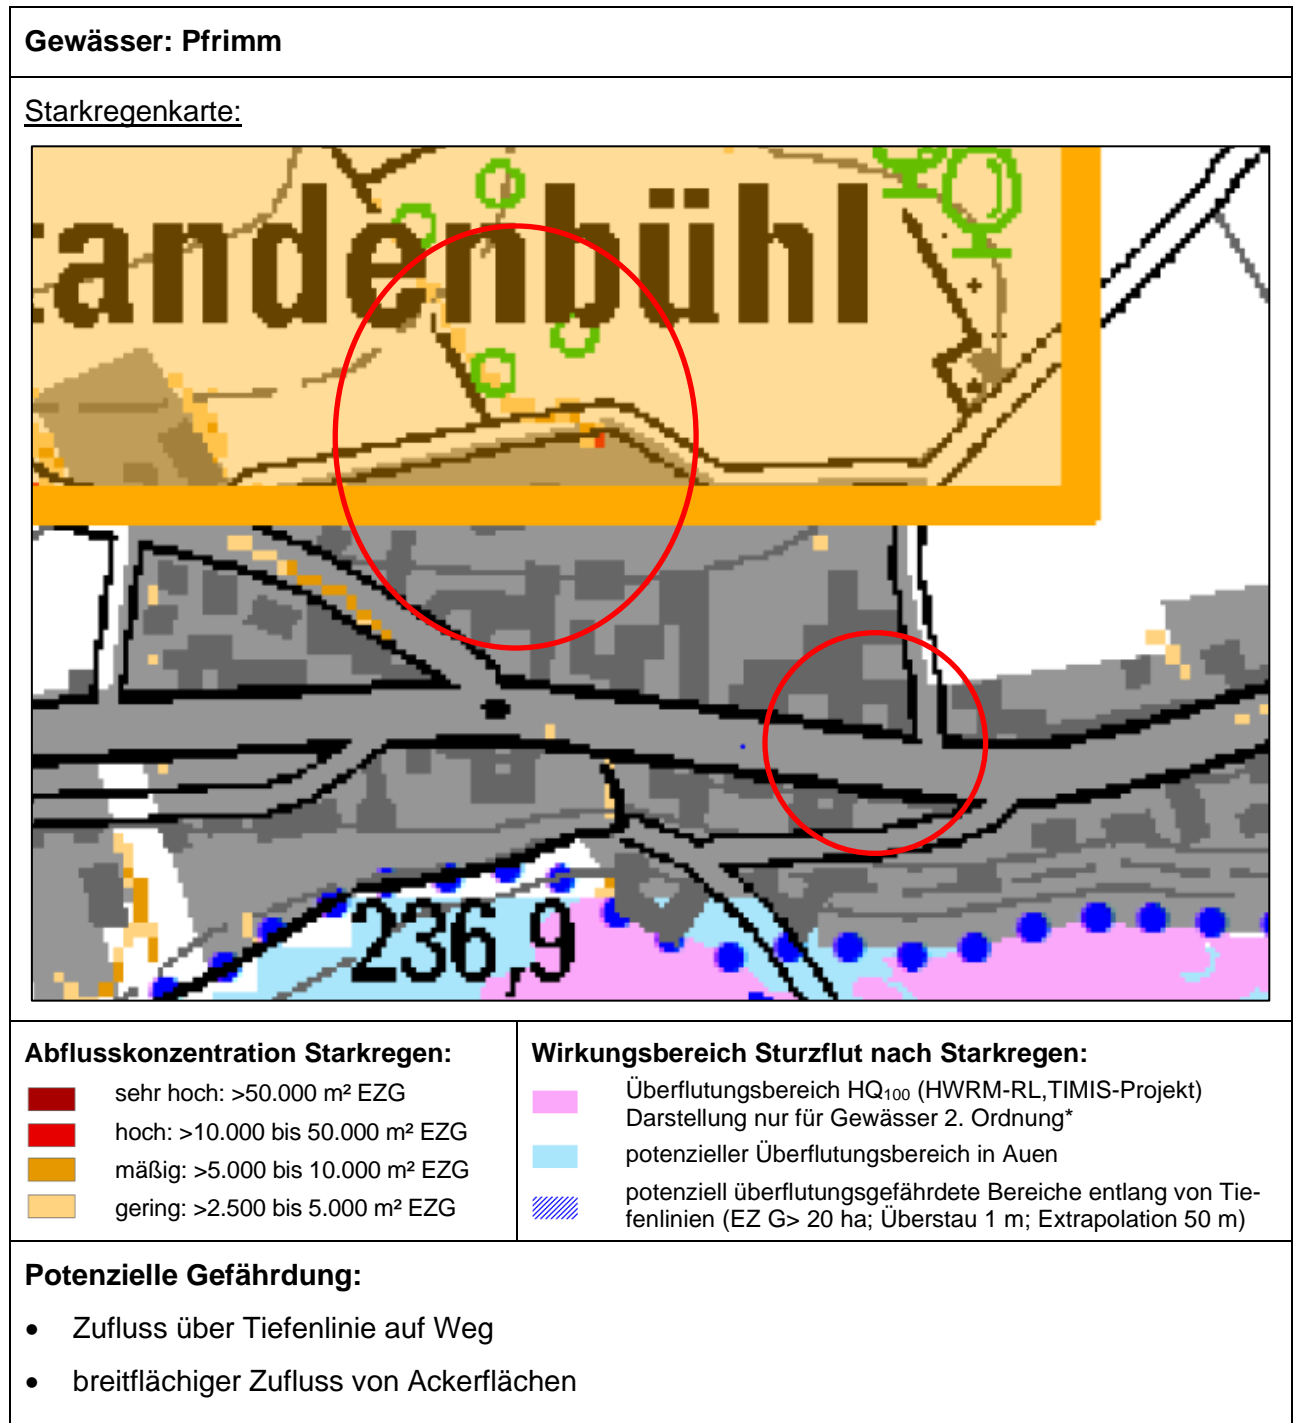 Gewässer: Pfrimm
Starkregenkarte:
tandenbühl
236,9
Abflusskonzentration Starkregen:
sehr hoch: >50.000 m² EZG
hoch: >10.000 bis 50.000 m² EZG
mäßig: >5.000 bis 10.000 m² EZG
gering: >2.500 bis 5.000 m² EZG
Wirkungsbereich Sturzflut nach Starkregen:
Überflutungsbereich HQ₁₀₀ (HWRM-RL,TIMIS-Projekt)
Darstellung nur für Gewässer 2. Ordnung*
potenzieller Überflutungsbereich in Auen
potenziell überflutungsgefährdete Bereiche entlang von Tie-
fenlinien (EZ G> 20 ha; Überstau 1 m; Extrapolation 50 m)
Potenzielle Gefährdung:
• Zufluss über Tiefenlinie auf Weg
• breitflächiger Zufluss von Ackerflächen